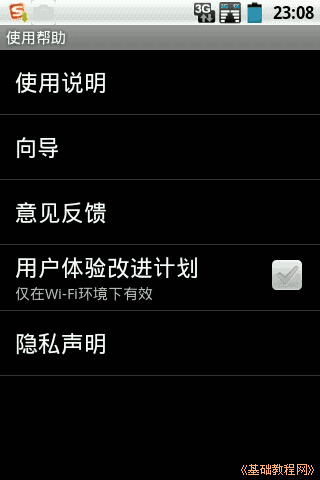 3G
23:08
使用帮助
使用说明
向导
意见反馈
用户体验改进计划
仅在Wi-Fi环境下有效
隐私声明
《基础教程网》